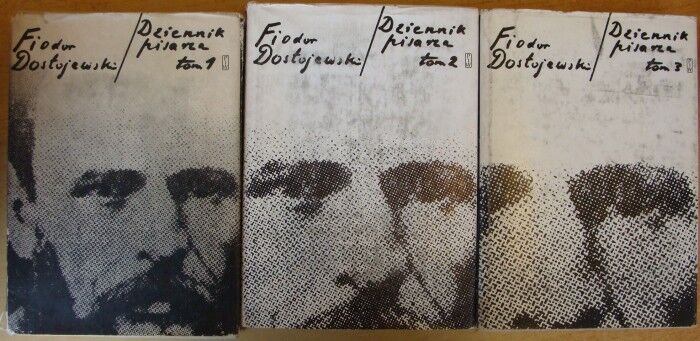 Fiodor
Dostojewski
Dziennik
pisarza
tom 1
Fiodor
Dostojewski
Dziennik
pisarza
tom 2
Fiodor
Dostojewski
Dziennik
pisarza
tom 3